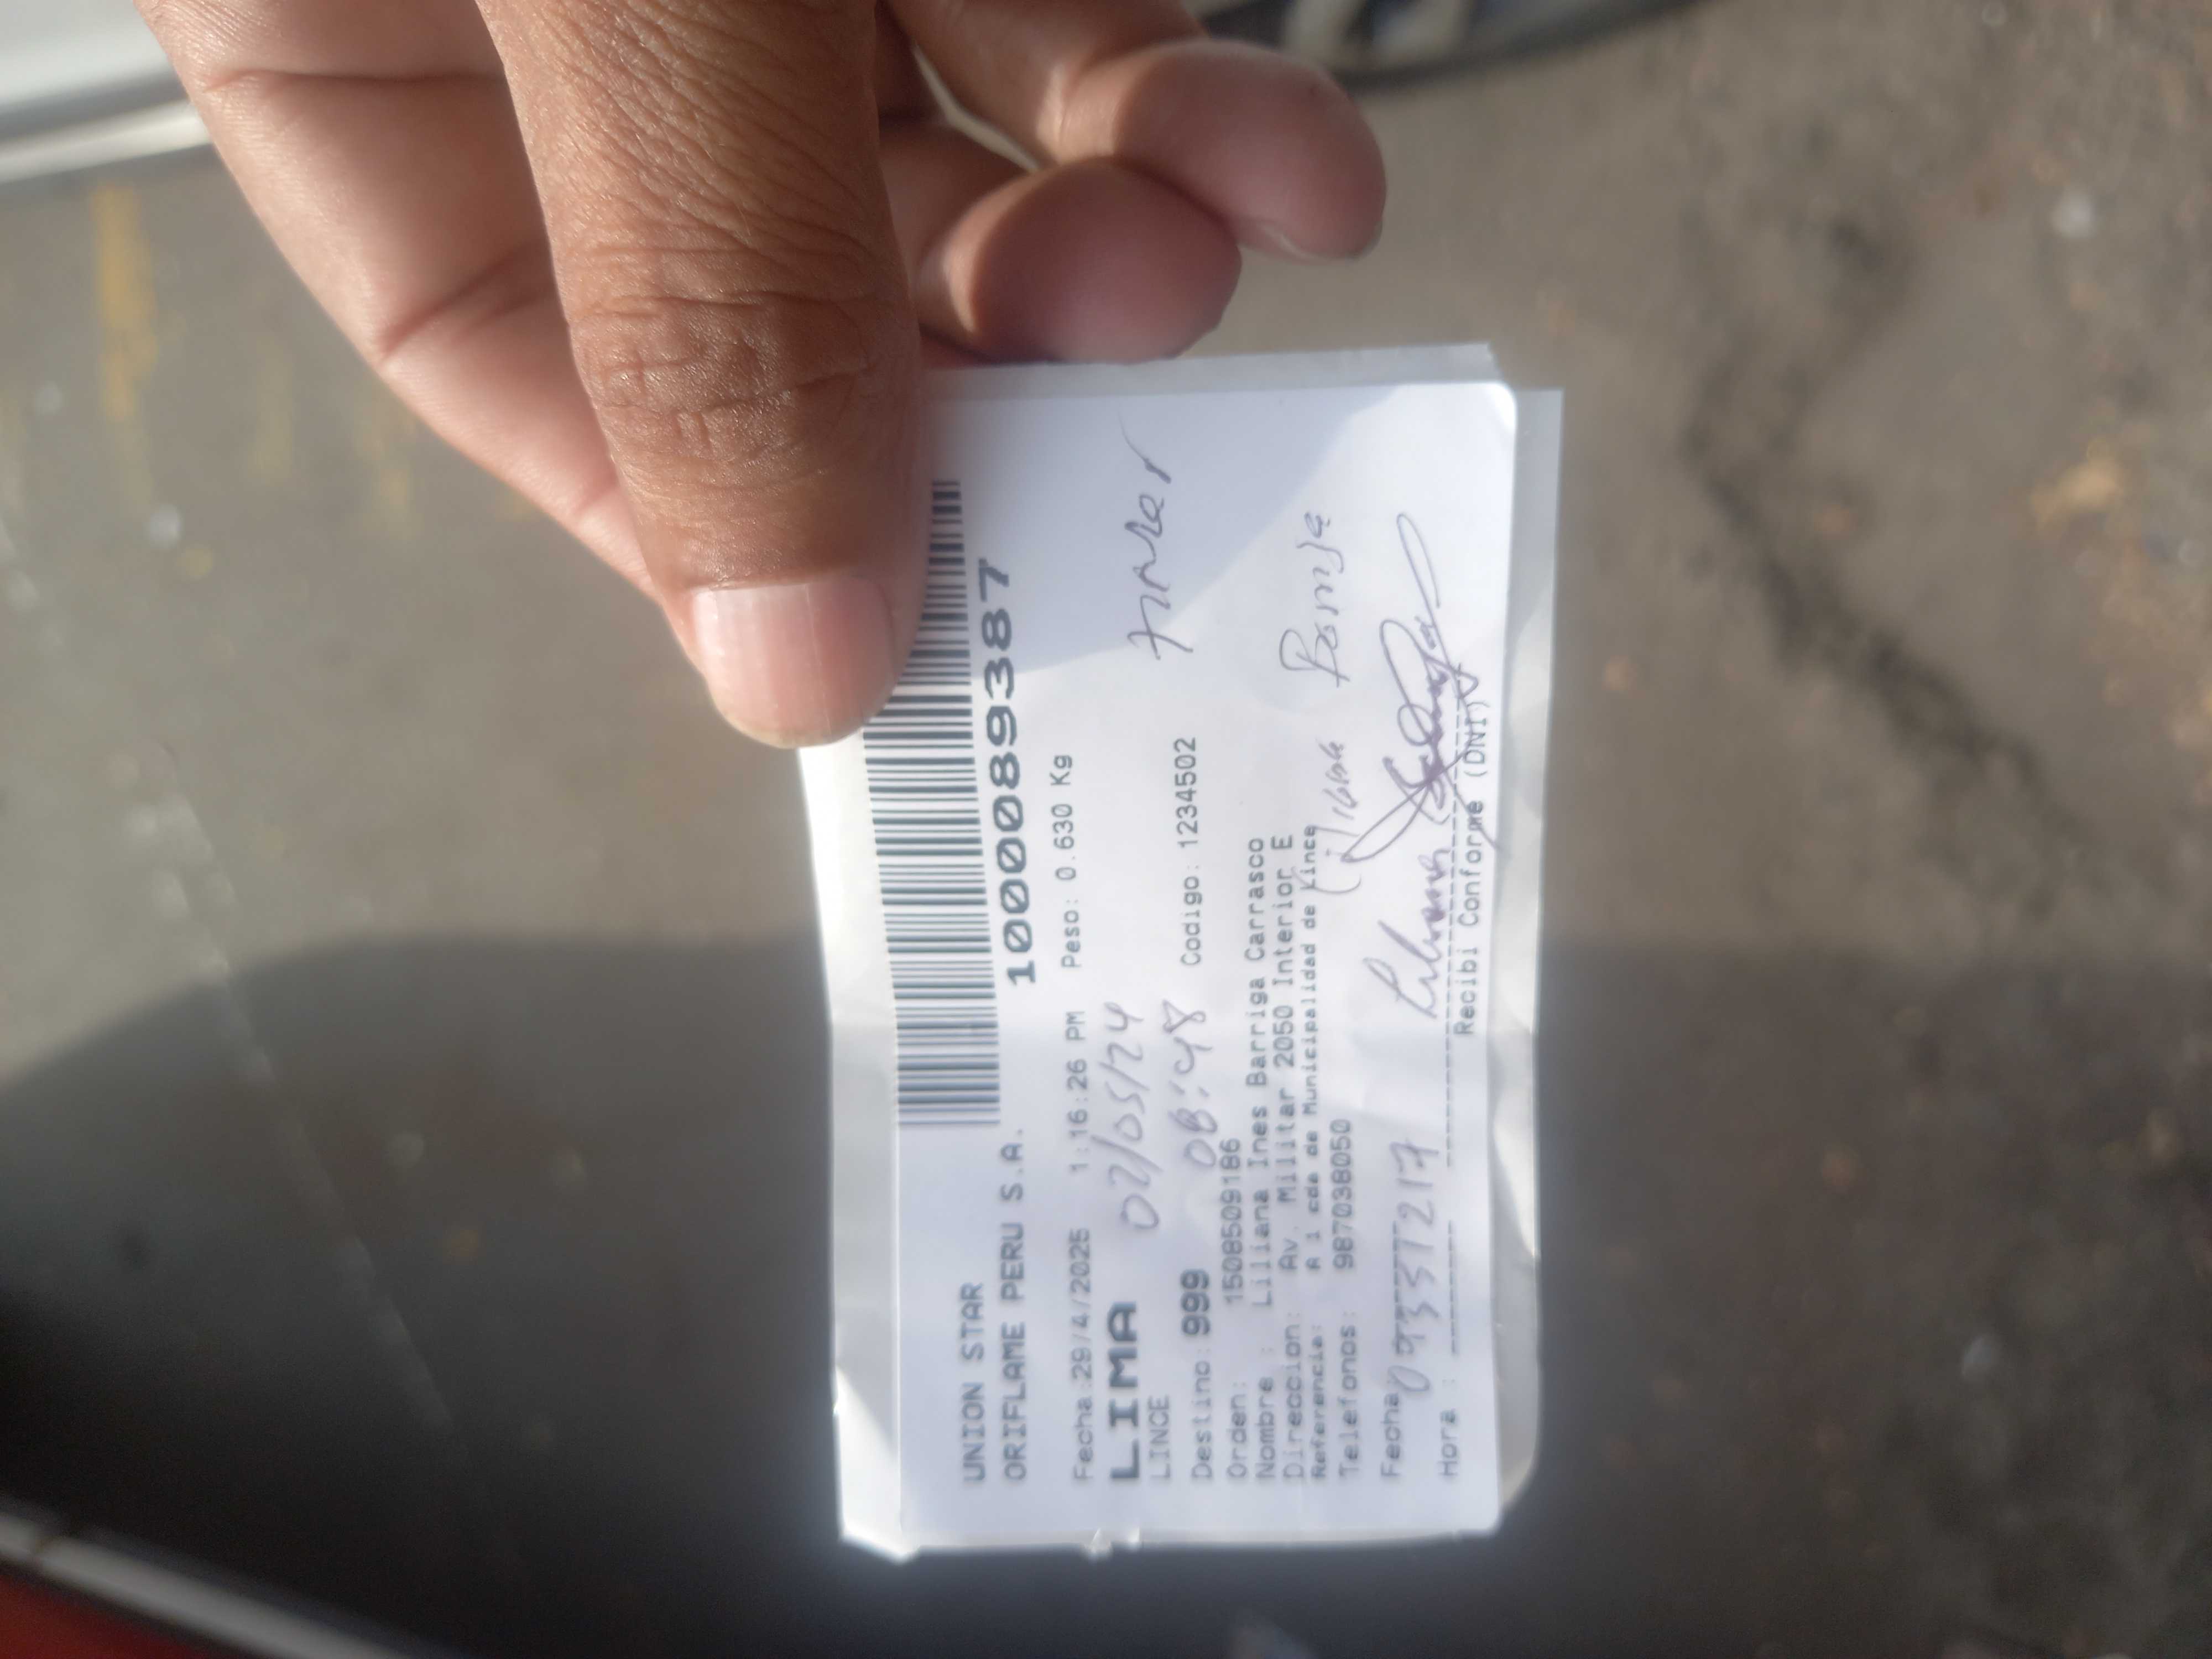 UNION STAR
ORIFLAME PERU S.A.
1000089387
Fecha:29/4/2025 1:16:26 PM Peso: 0.630 Kg
LIMA
02/05/24
LINCE
08:48
Destino: 999 Codigo: 1234502
Orden: 15085509186
Nombre : Liliana Ines Barriga Carrasco
Direccion: Av. Militar 2050 Interior E
Referencia: A 1 cda de Municipalidad de Lince
Telefonos: 987038050
Fecha
Hora :
Recibi Conforme (DNI)